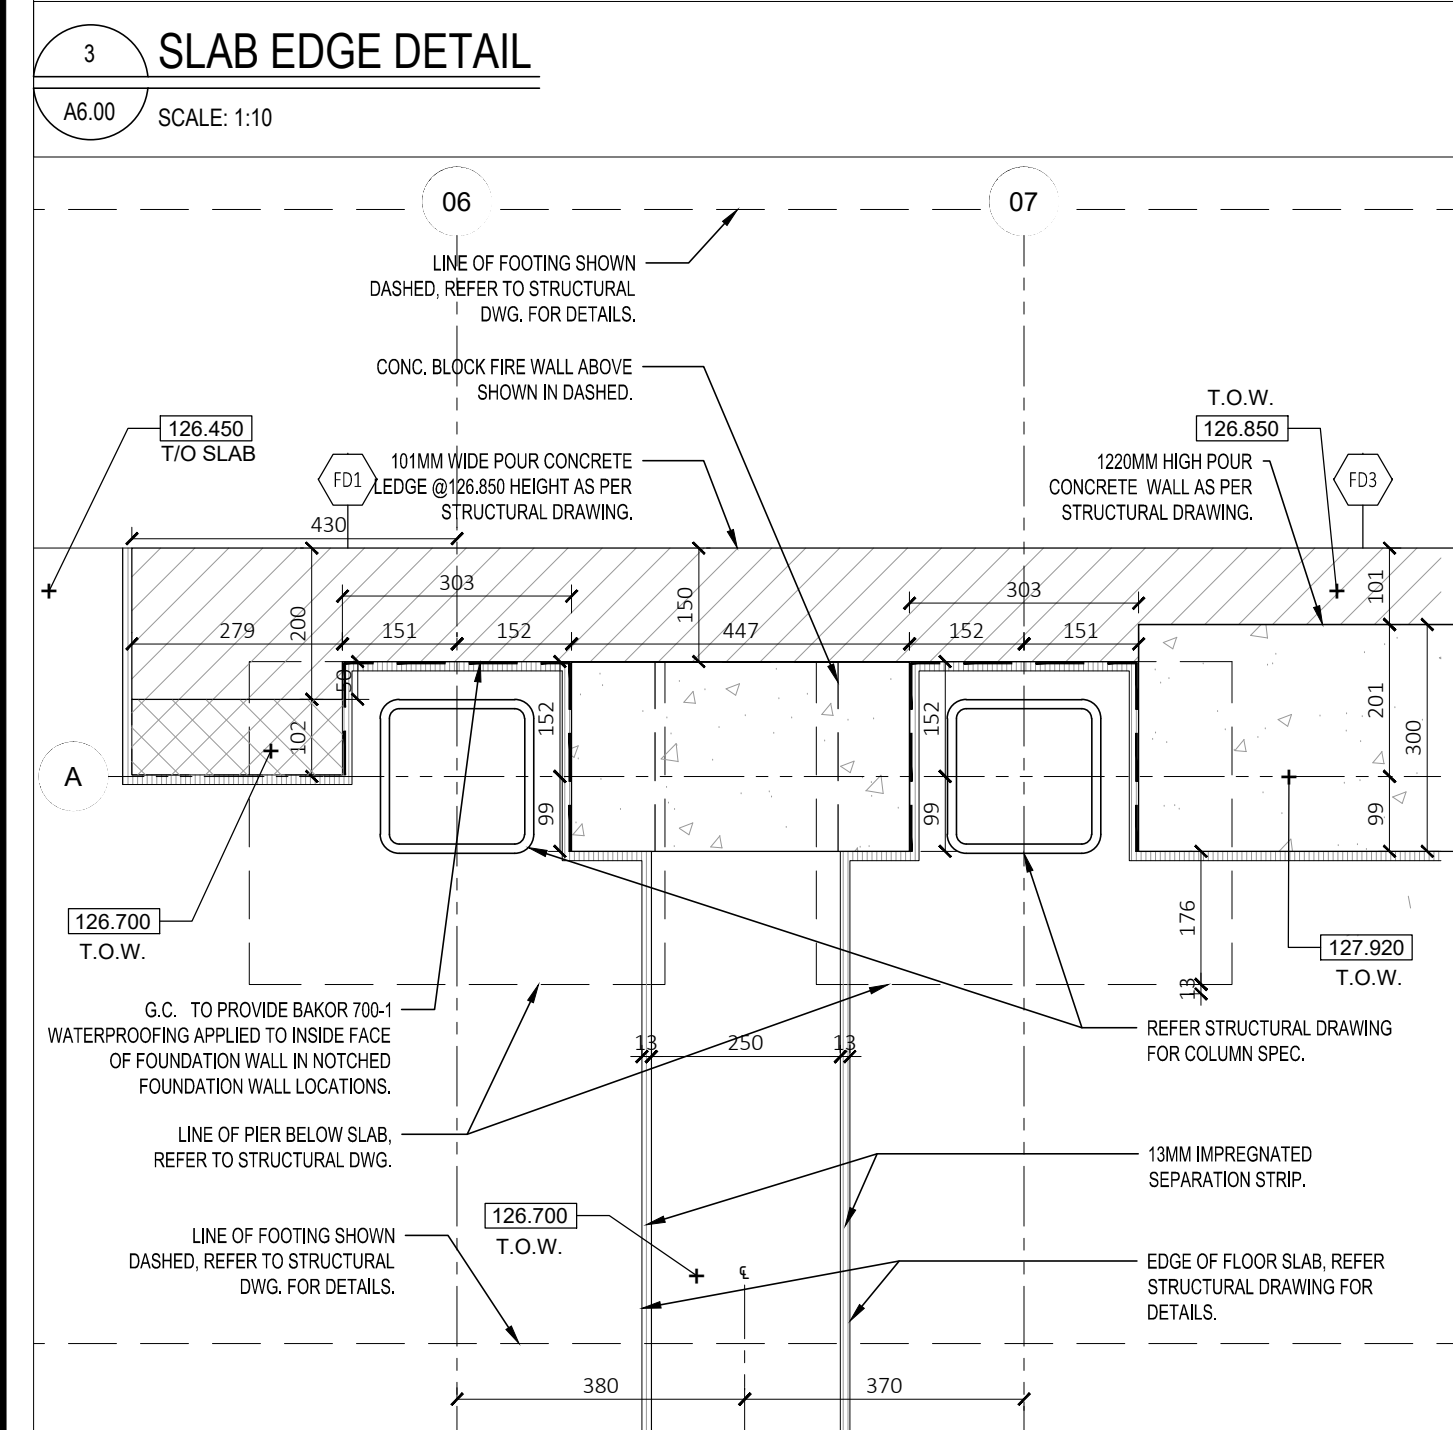 3
SLAB EDGE DETAIL
A6.00
SCALE: 1:10
06
07
LINE OF FOOTING SHOWN
DASHED, REFER TO STRUCTURAL
DWG. FOR DETAILS.
CONC. BLOCK FIRE WALL ABOVE
SHOWN IN DASHED.
T.O.W.
126.850
126.450
T/O SLAB
FD1
101MM WIDE POUR CONCRETE
LEDGE @126.850 HEIGHT AS PER
STRUCTURAL DRAWING.
1220MM HIGH POUR
CONCRETE WALL AS PER
STRUCTURAL DRAWING.
FD3
430
303
150
303
101
200
279
151
152
447
152
151
50
102
152
152
201
300
A
99
99
99
126.700
T.O.W.
176
127.920
T.O.W.
13
G.C. TO PROVIDE BAKOR 700-1
WATERPROOFING APPLIED TO INSIDE FACE
OF FOUNDATION WALL IN NOTCHED
FOUNDATION WALL LOCATIONS.
13
250
13
REFER STRUCTURAL DRAWING
FOR COLUMN SPEC.
LINE OF PIER BELOW SLAB,
REFER TO STRUCTURAL DWG.
13MM IMPREGNATED
SEPARATION STRIP.
126.700
T.O.W.
LINE OF FOOTING SHOWN
DASHED, REFER TO STRUCTURAL
DWG. FOR DETAILS.
℄
EDGE OF FLOOR SLAB, REFER
STRUCTURAL DRAWING FOR
DETAILS.
380
370